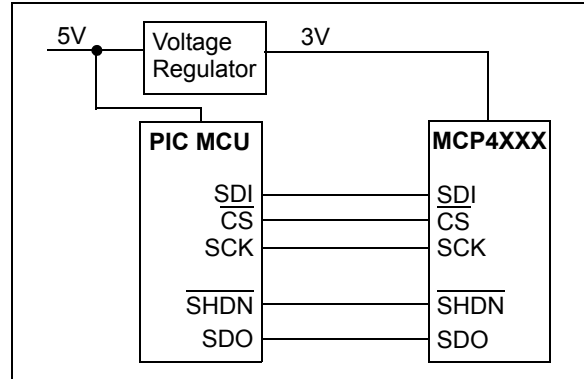 5V
Voltage
Regulator
3V
PIC MCU
MCP4XXX
SDI
SDI
CS
CS
SCK
SCK
SHDN
SHDN
SDO
SDO